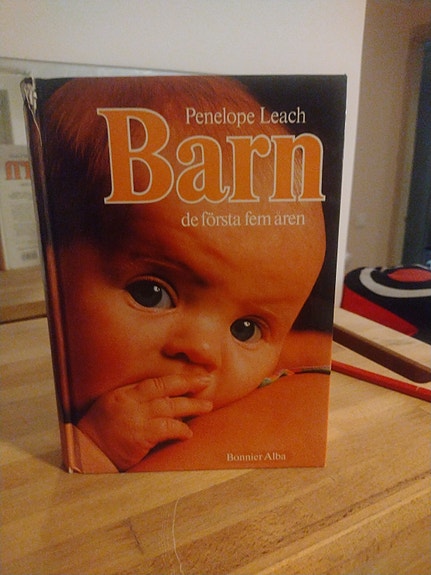 Penelope Leach
Barn
de första fem åren
Bonnier Alba